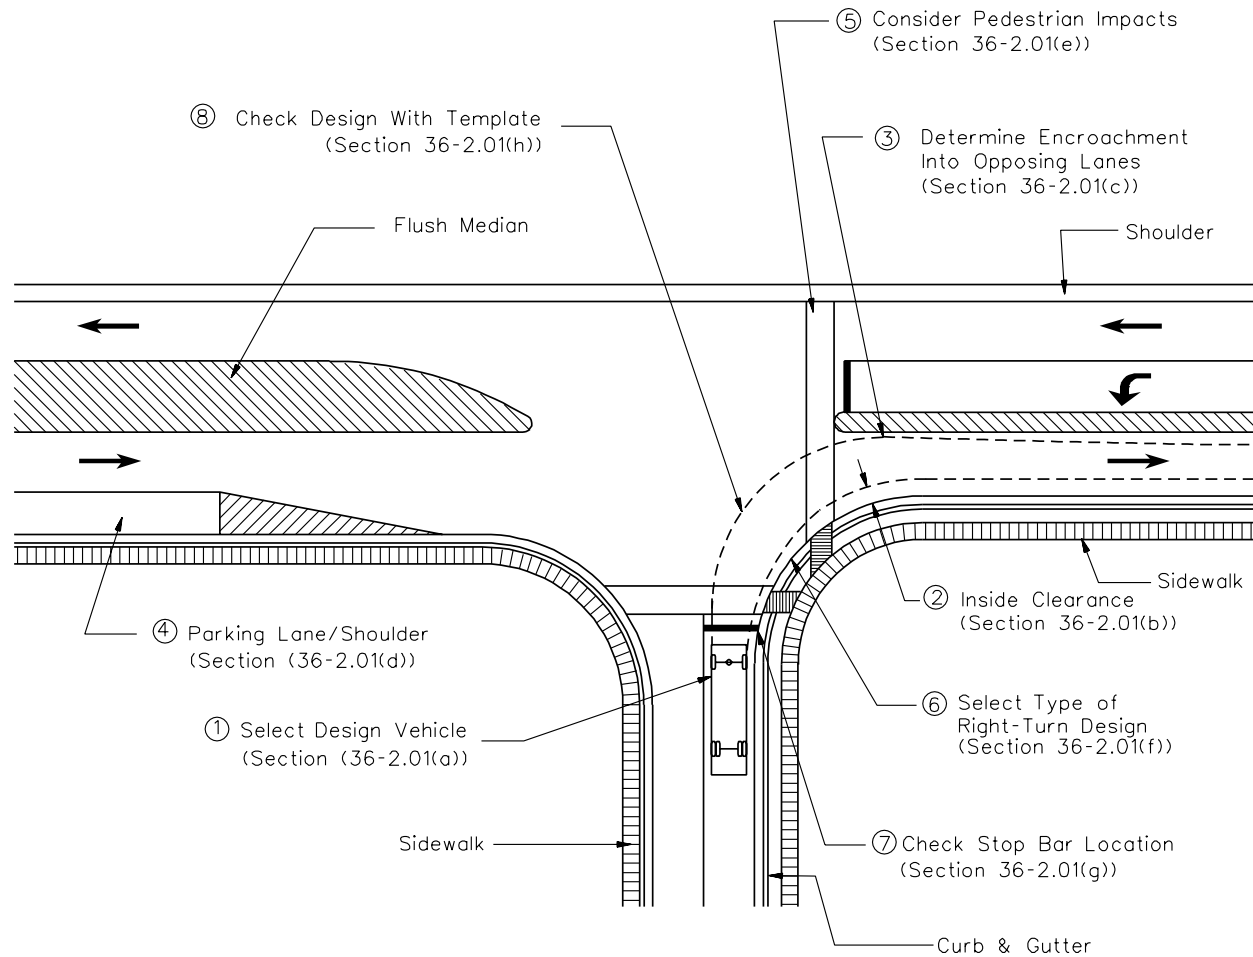 ⑤ Consider Pedestrian Impacts
(Section 36-2.01(e))
⑧ Check Design With Template
(Section 36-2.01(h))
③ Determine Encroachment
Into Opposing Lanes
(Section 36-2.01(c))
Flush Median
Shoulder
Sidewalk
② Inside Clearance
(Section 36-2.01(b))
④ Parking Lane/Shoulder
(Section (36-2.01(d))
① Select Design Vehicle
(Section (36-2.01(a))
⑥ Select Type of
Right-Turn Design
(Section 36-2.01(f))
Sidewalk
⑦ Check Stop Bar Location
(Section 36-2.01(g))
Curb & Gutter